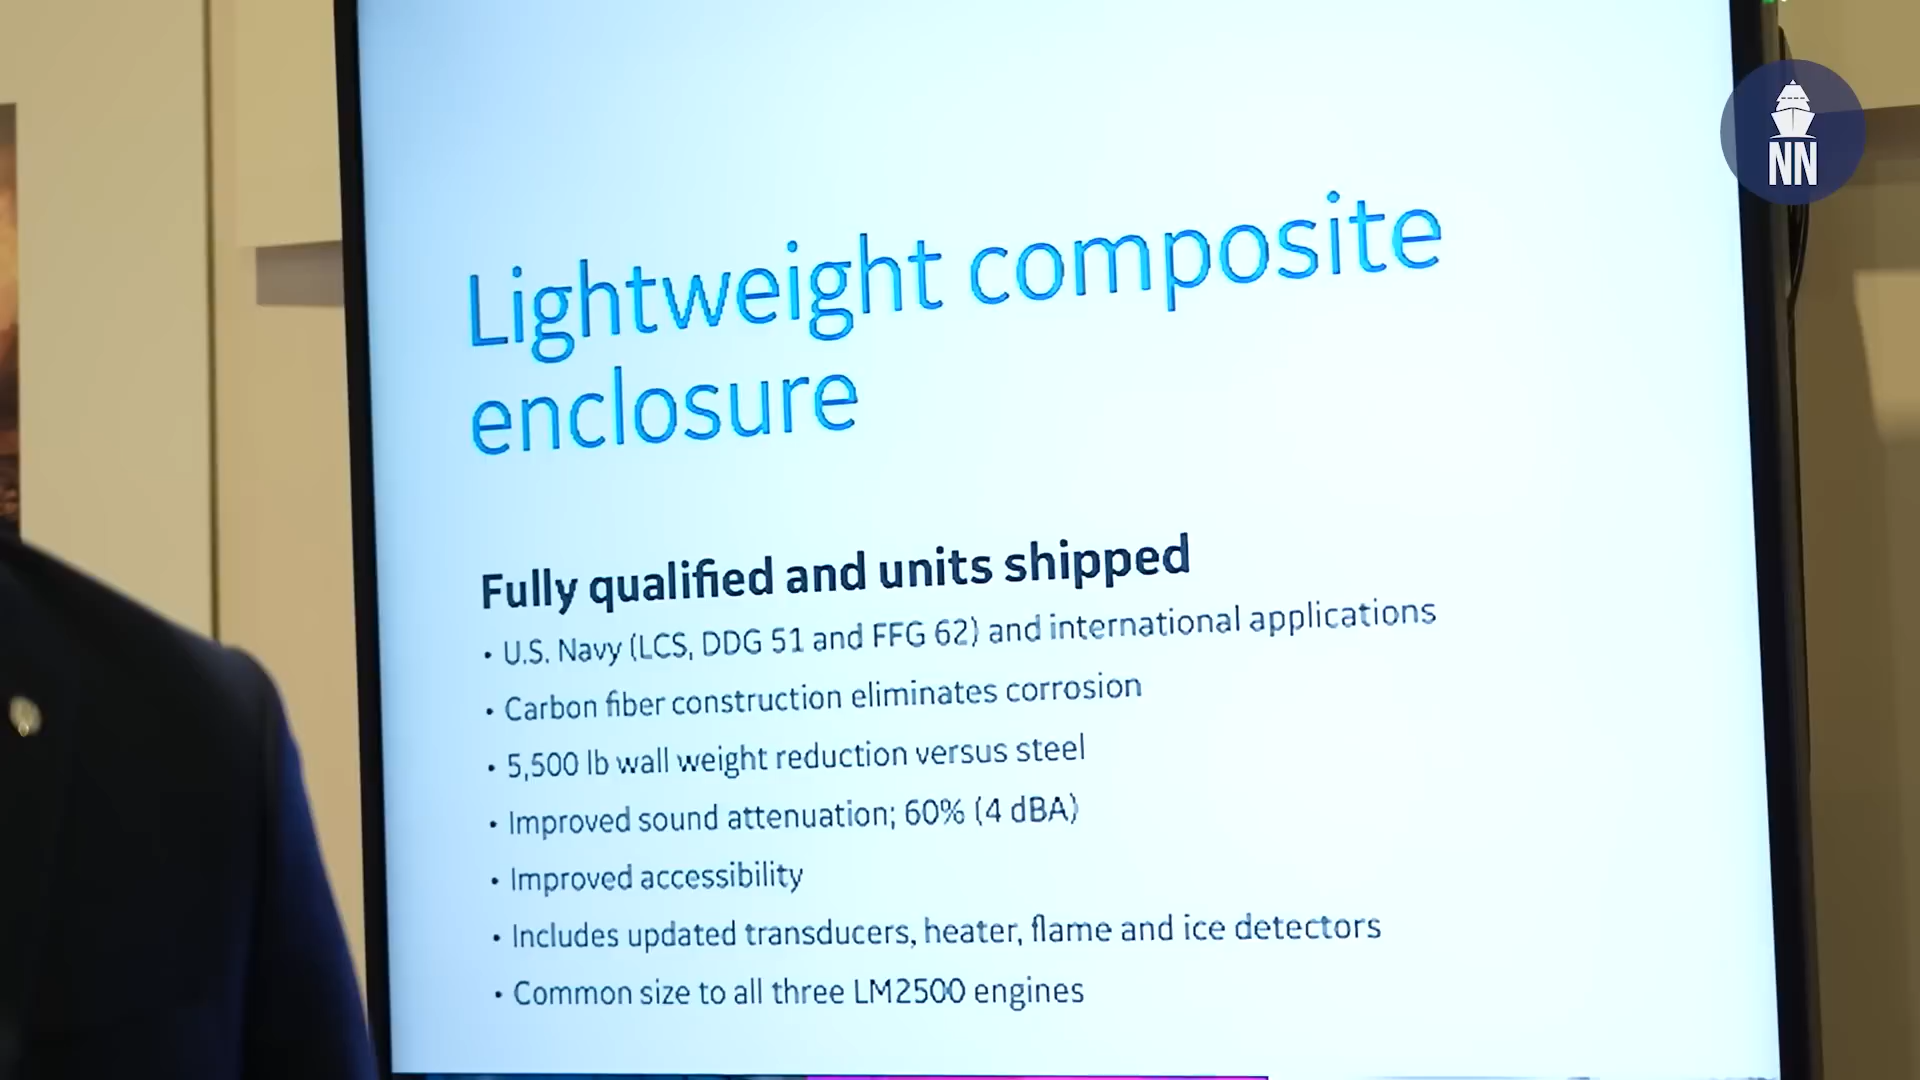 NN
Lightweight composite
enclosure
Fully qualified and units shipped
• U.S. Navy (LCS, DDG 51 and FFG 62) and international applications
• Carbon fiber construction eliminates corrosion
• 5,500 lb wall weight reduction versus steel
• Improved sound attenuation; 60% (4 dBA)
• Improved accessibility
• Includes updated transducers, heater, flame and ice detectors
• Common size to all three LM2500 engines